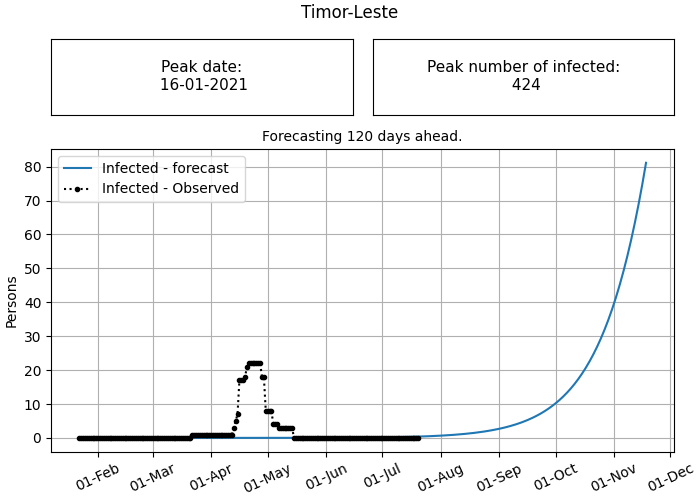 Timor-Leste
Peak date:
16-01-2021
Peak number of infected:
424
Forecasting 120 days ahead.
Infected - forecast
Infected - Observed
Persons
80
70
60
50
40
30
20
10
0
01-Feb
01-Mar
01-Apr
01-May
01-Jun
01-Jul
01-Aug
01-Sep
01-Oct
01-Nov
01-Dec